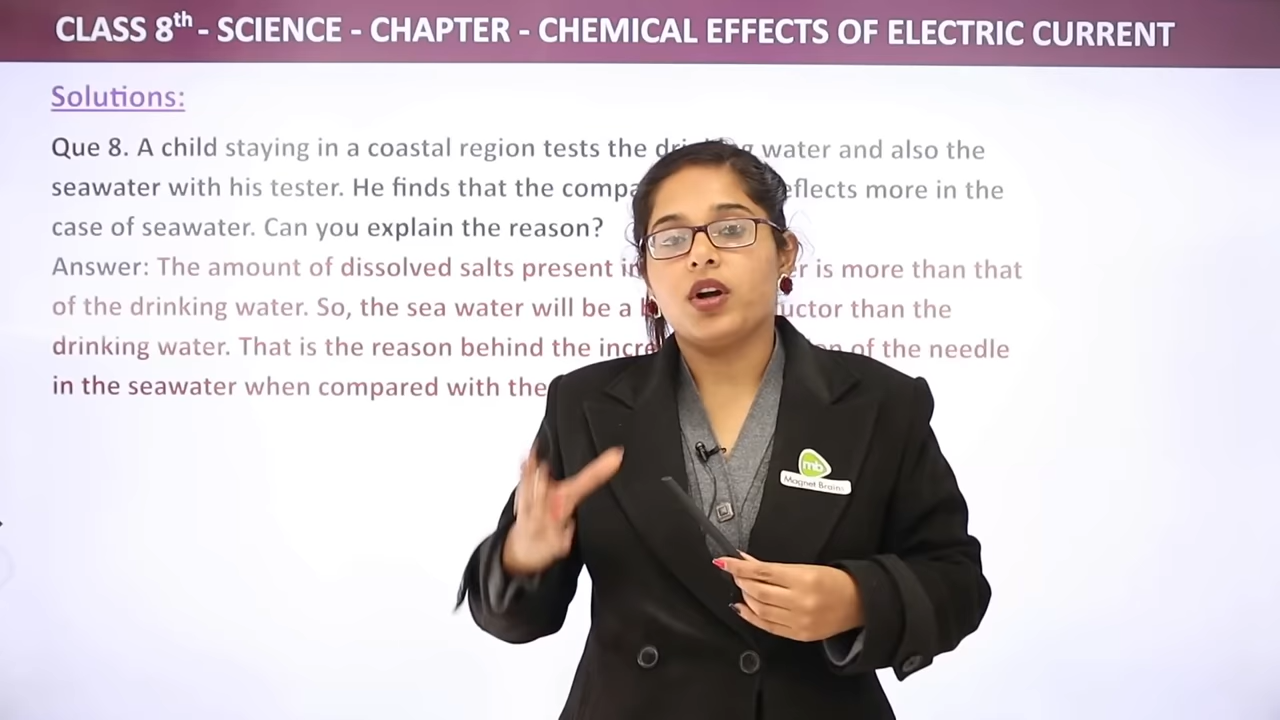 CLASS 8th - SCIENCE - CHAPTER - CHEMICAL EFFECTS OF ELECTRIC CURRENT
Solutions:
Que 8. A child staying in a coastal region tests the water and also the
seawater with his tester. He finds that the more in the
case of seawater. Can you explain the reason?
Answer: The amount of dissolved salts present is more than that
of the drinking water. So, the sea water will be a than the
drinking water. That is the reason behind the of the needle
in the seawater when compared with the
mb
Magnet Brains